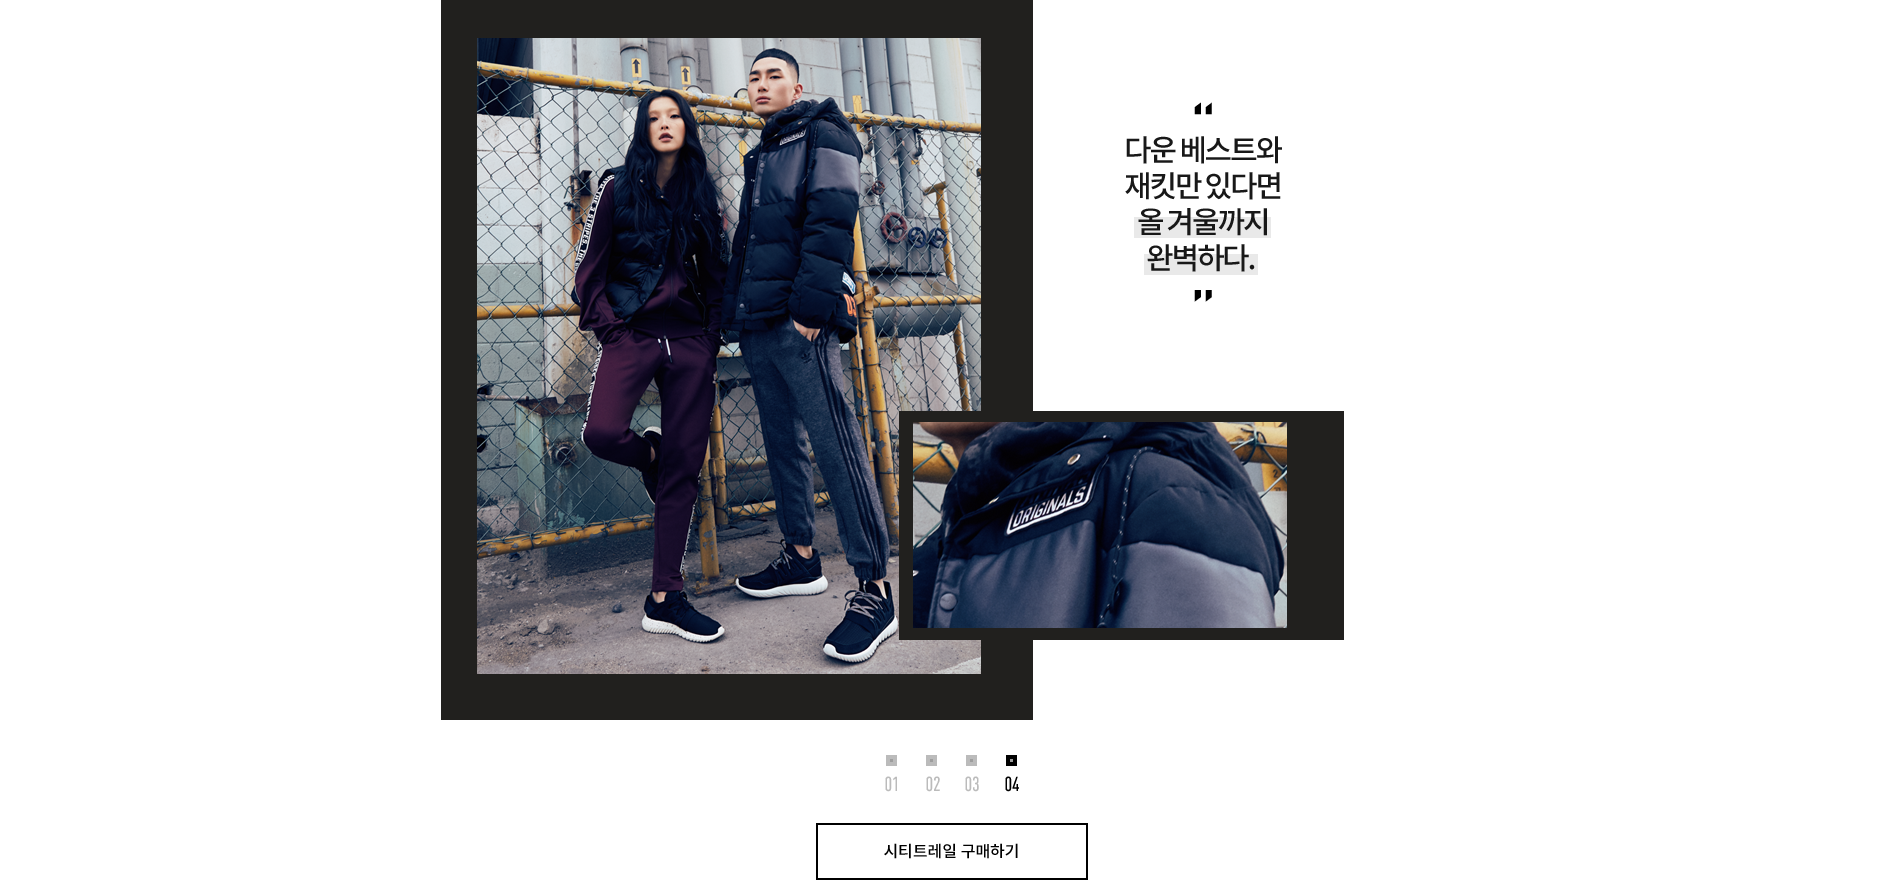 “
다운 베스트와
재킷만 있다면
올 겨울까지
완벽하다.
”
ORIGINALS
01 02 03 04
시티트레일 구매하기